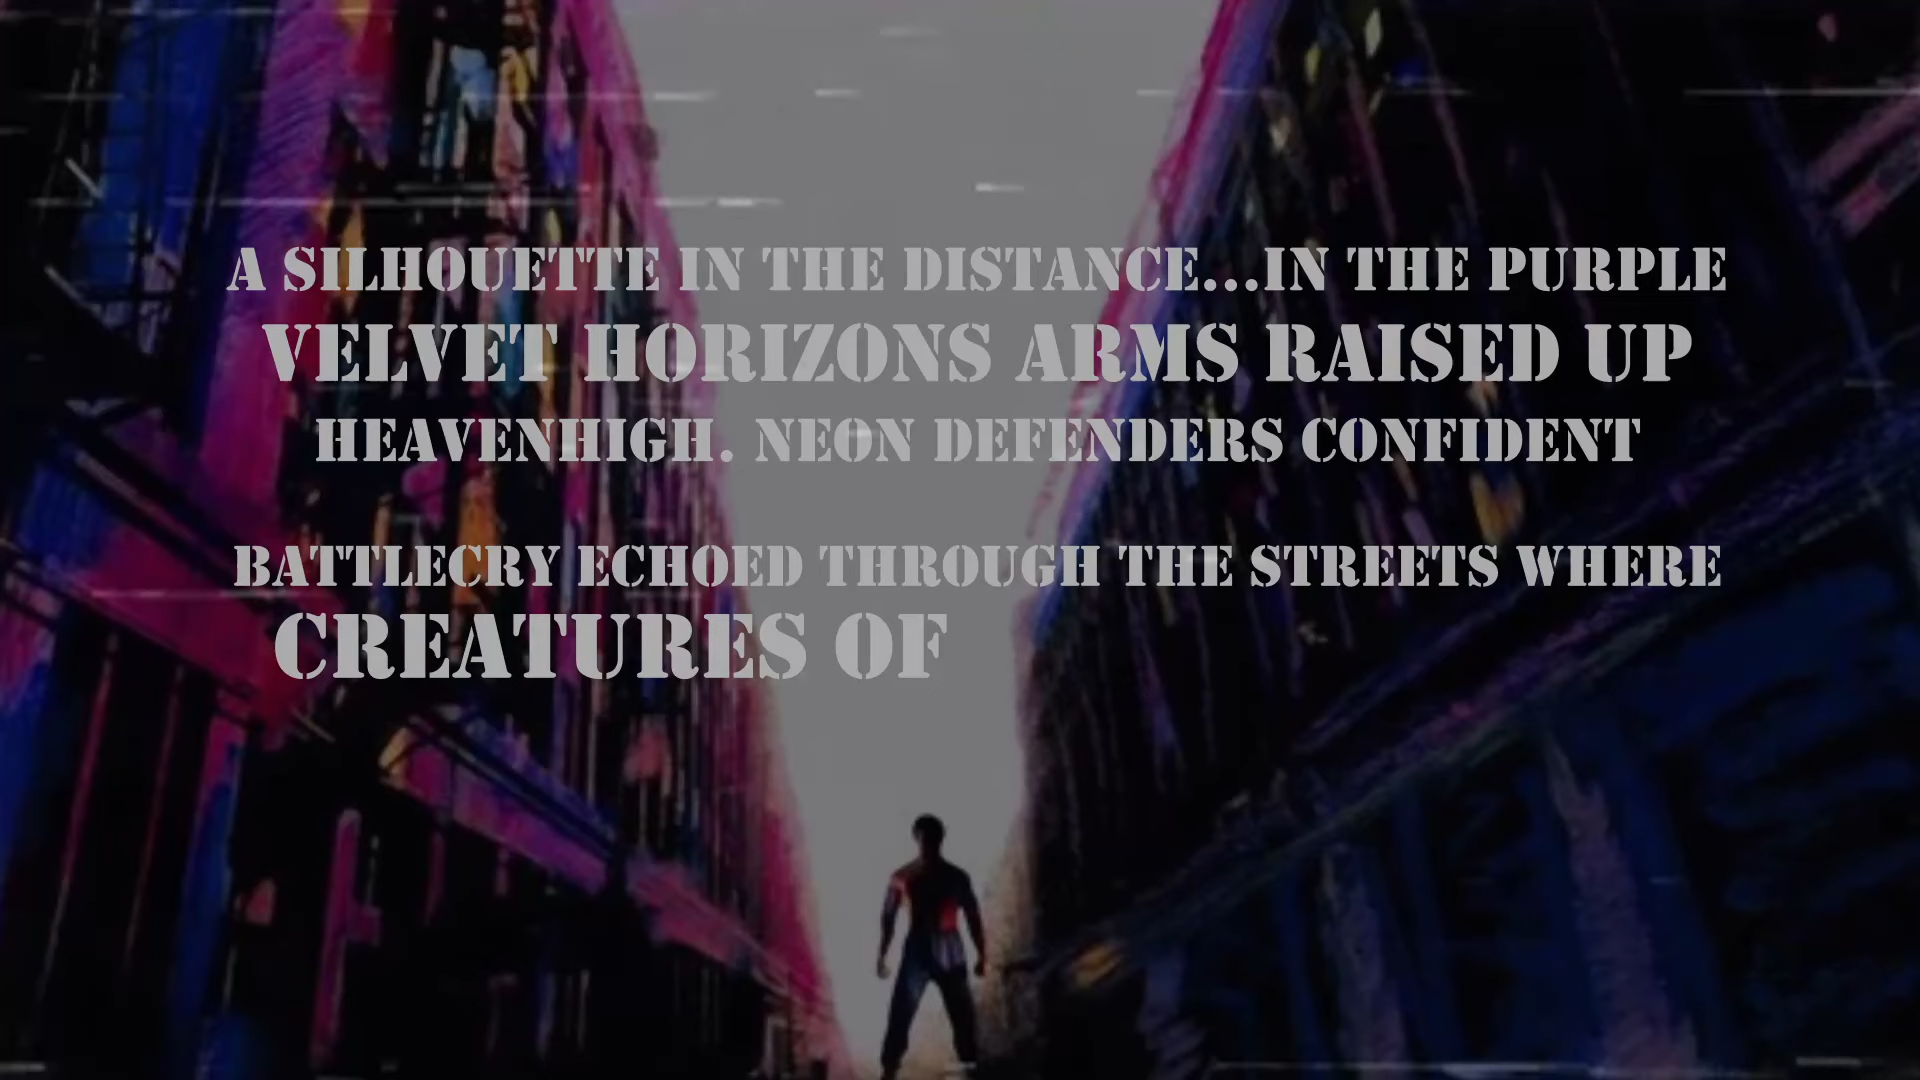 A SILHOUETTE IN THE DISTANCE...IN THE PURPLE
VELVET HORIZONS ARMS RAISED UP
HEAVENHIGH. NEON DEFENDERS CONFIDENT
BATTLECRY ECHOED THROUGH THE STREETS WHERE
CREATURES OF